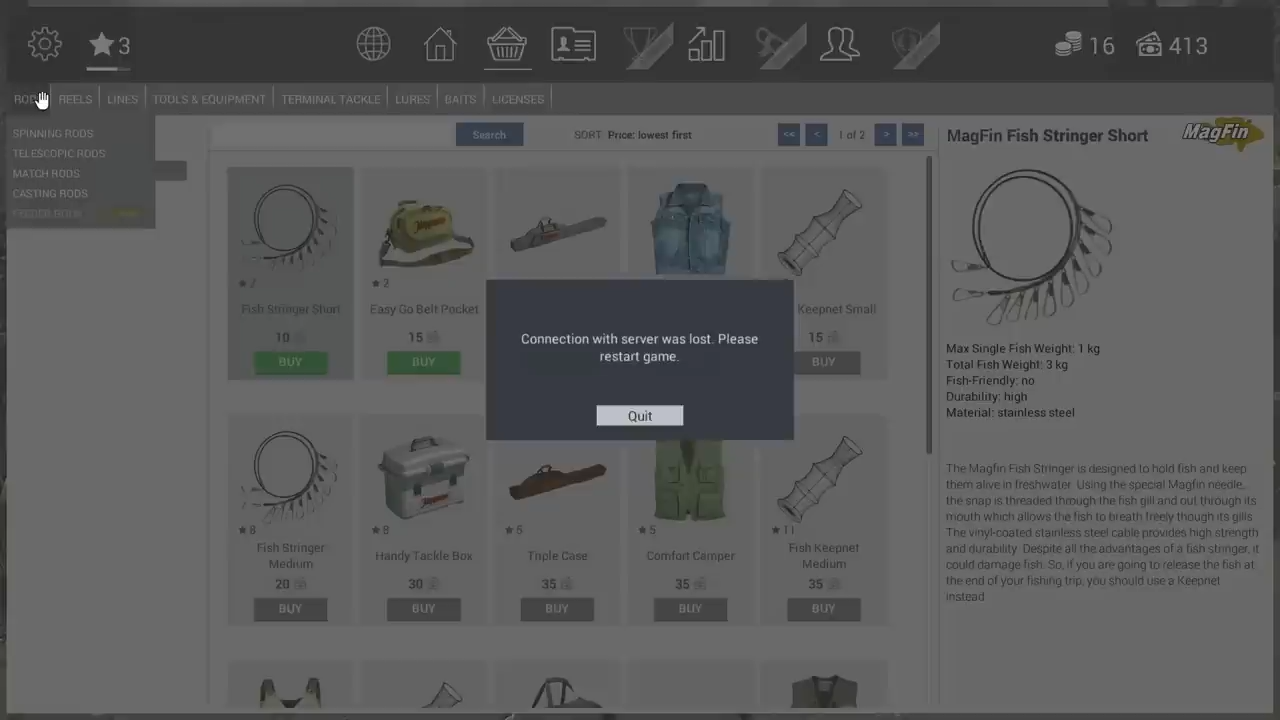 3
16
413
REELS
LINES
TOOLS & EQUIPMENT
TERMINAL TACKLE
LURES
BAITS
LICENSES
SPINNING RODS
TELESCOPIC RODS
MATCH RODS
CASTING RODS
FEEDER RODS
Search
SORT: Price: lowest first
<<
<
1 of 2
>
>>
Fish Stringer Short
10
BUY
2
Easy Go Belt Pocket
15
BUY
Keepnet Small
15
BUY
8
Fish Stringer
Medium
20
BUY
8
Handy Tackle Box
30
BUY
Triple Case
35
BUY
5
Comfort Camper
35
BUY
11
Fish Keepnet
Medium
35
BUY
Connection with server was lost. Please
restart game.
Quit
MagFin Fish Stringer Short
MagFin
Max Single Fish Weight: 1 kg
Total Fish Weight: 3 kg
Fish-Friendly: no
Durability: high
Material: stainless steel
The Magfin Fish Stringer is designed to hold fish and keep
them alive in freshwater. Using the special Magfin needle,
the snap is threaded through the fish gill and out through its
mouth which allows the fish to breath freely though its gills.
The vinyl-coated stainless steel cable provides high strength
and durability. Despite all the advantages of a fish stringer, it
could damage fish. So, if you are going to release the fish at
the end of your fishing trip, you should use a Keepnet
instead